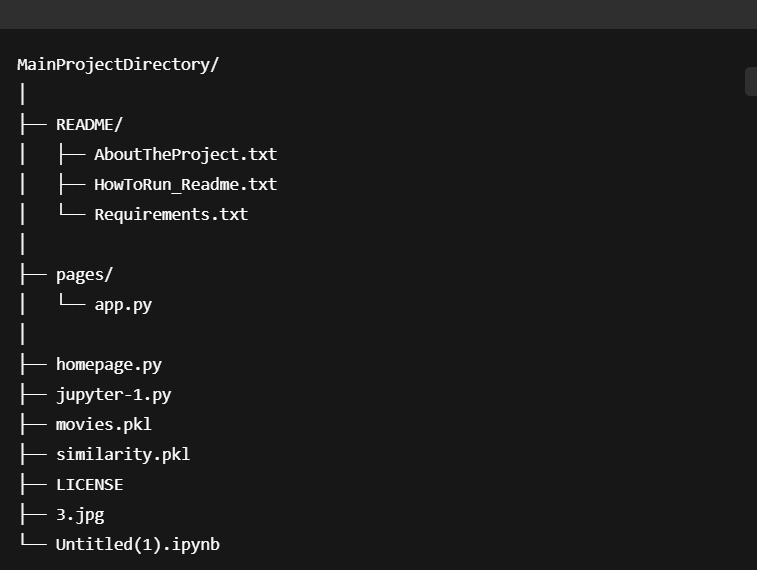 MainProjectDirectory/
│
├── README/
│   ├── AboutTheProject.txt
│   ├── HowToRun_Readme.txt
│   └── Requirements.txt
│
├── pages/
│   └── app.py
│
├── homepage.py
├── jupyter-1.py
├── movies.pkl
├── similarity.pkl
├── LICENSE
├── 3.jpg
└── Untitled(1).ipynb